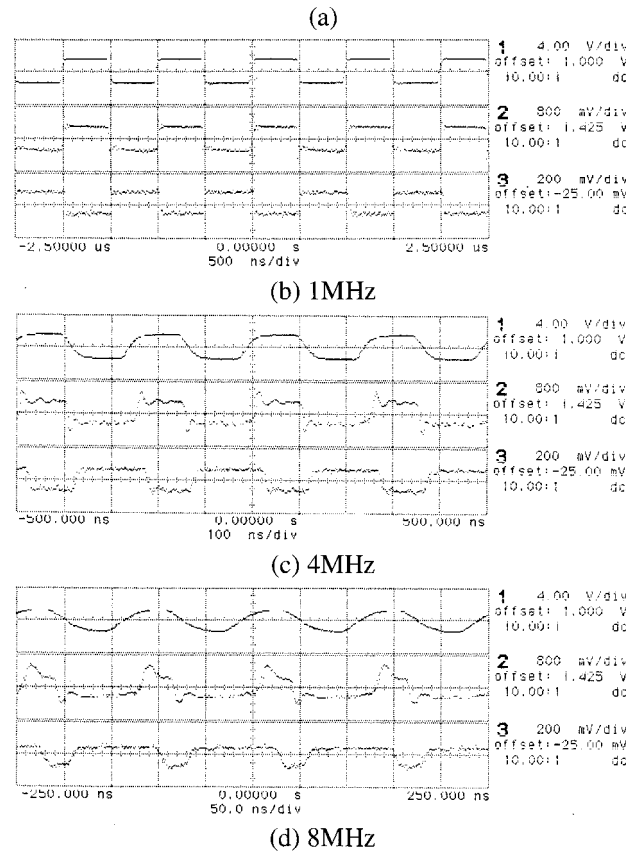 (a)
1 4.00 V/div
offset: 1.000 V
10.00:1 dc
2 800 mV/div
offset: 1.425 V
10.00:1 dc
3 200 mV/div
offset:-25.00 mV
10.00:1 dc
-2.50000 us 0.00000 s 2.50000 us
500 ns/div
(b) 1MHz
1 4.00 V/div
offset: 1.000 V
10.00:1 dc
2 800 mV/div
offset: 1.425 V
10.00:1 dc
3 200 mV/div
offset:-25.00 mV
10.00:1 dc
-500.000 ns 0.00000 s 500.000 ns
100 ns/div
(c) 4MHz
1 4.00 V/div
offset: 1.000 V
10.00:1 dc
2 800 mV/div
offset: 1.425 V
10.00:1 dc
3 200 mV/div
offset:-25.00 mV
10.00:1 dc
-250.000 ns 0.00000 s 250.000 ns
50.0 ns/div
(d) 8MHz